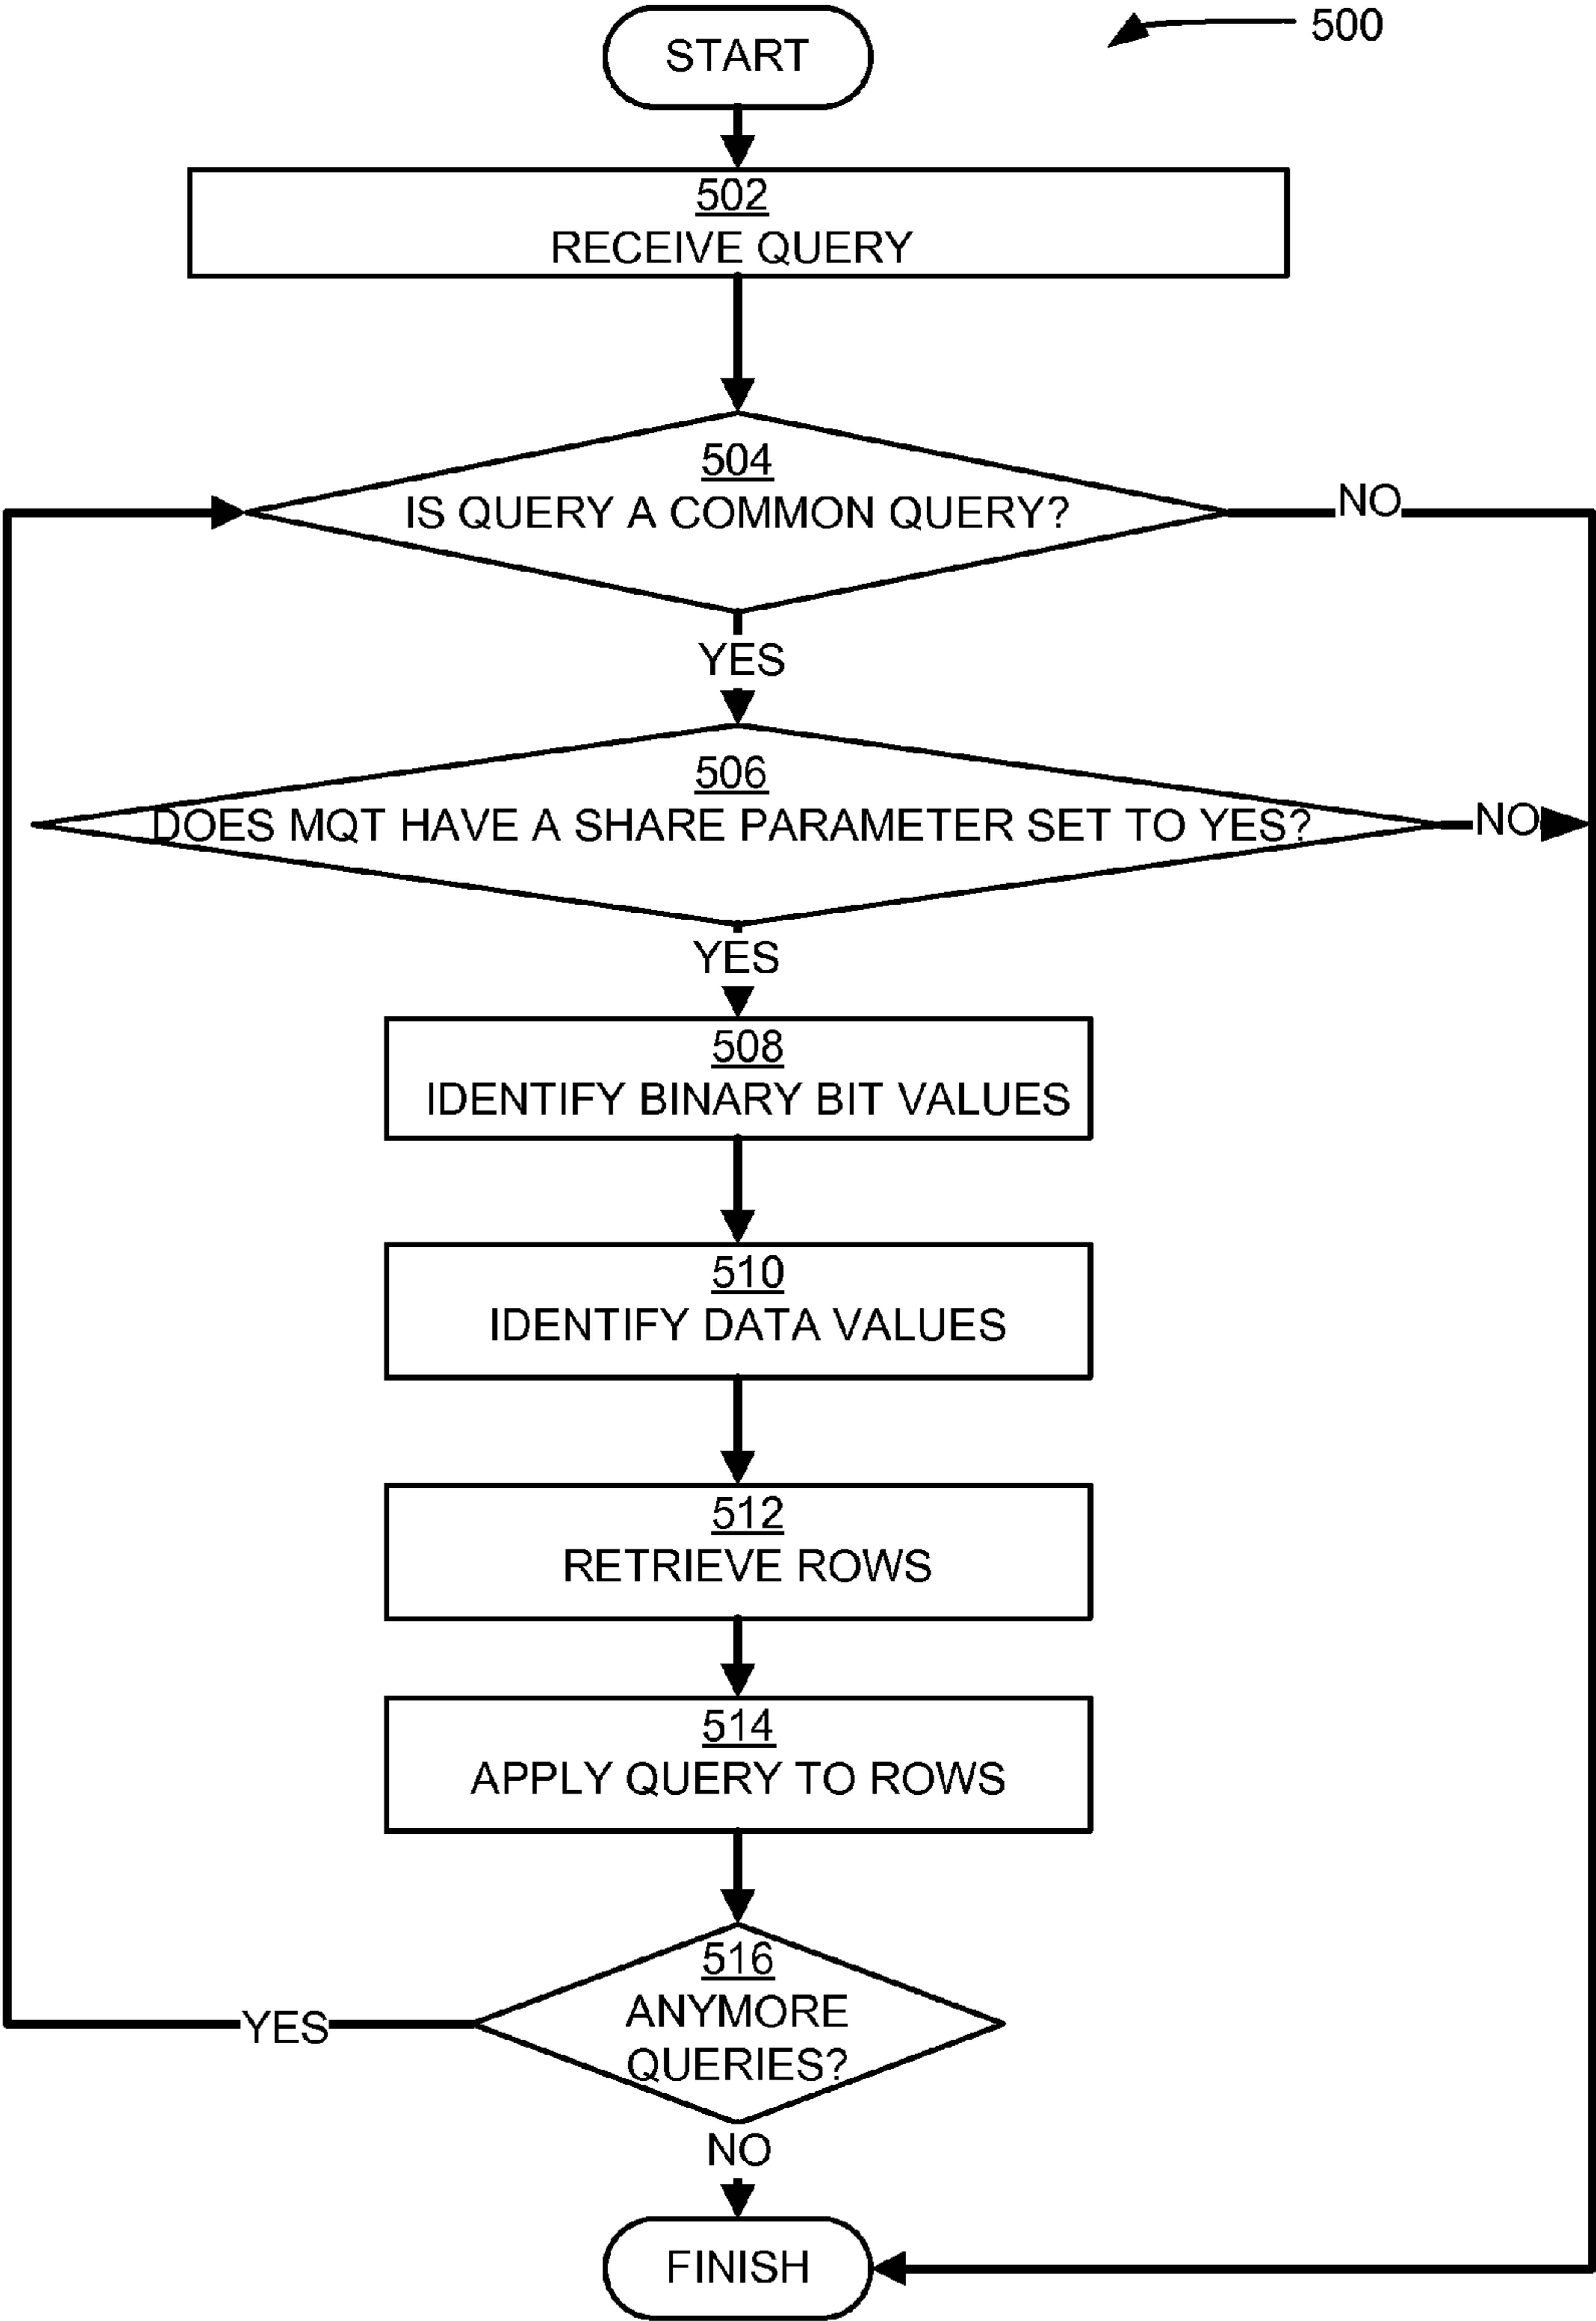 START
500
502
RECEIVE QUERY
504
IS QUERY A COMMON QUERY?
NO
YES
506
DOES MQT HAVE A SHARE PARAMETER SET TO YES?
NO
YES
508
IDENTIFY BINARY BIT VALUES
510
IDENTIFY DATA VALUES
512
RETRIEVE ROWS
514
APPLY QUERY TO ROWS
516
ANYMORE
QUERIES?
YES
NO
FINISH